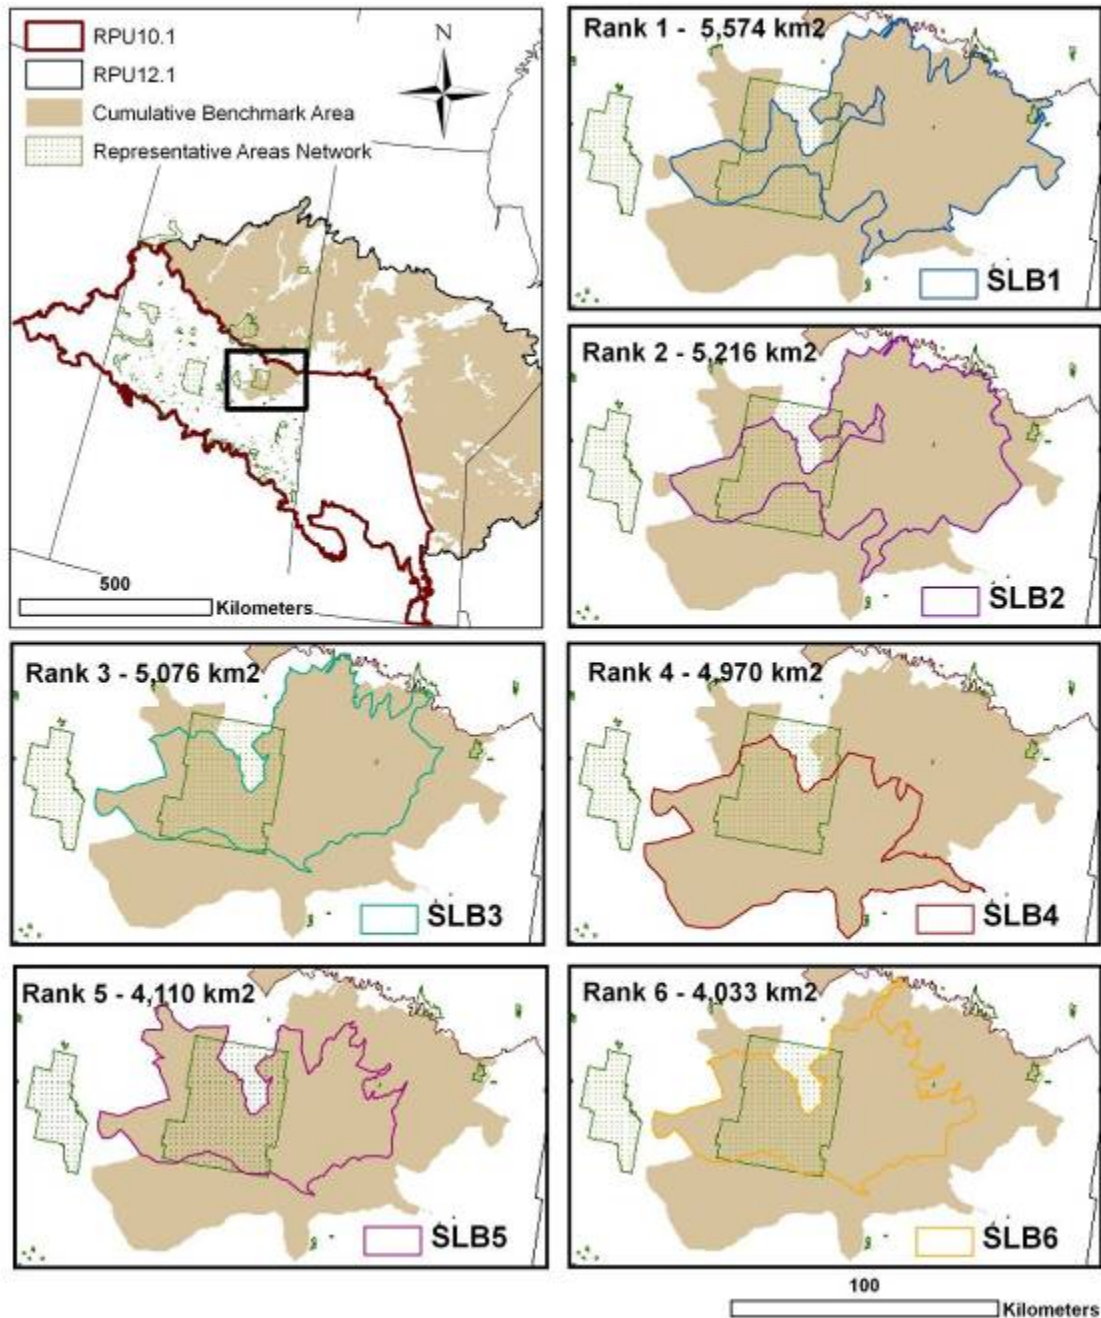 RPU10.1
RPU12.1
Cumulative Benchmark Area
Representative Areas Network
N
500
Kilometers
Rank 1 - 5,574 km2
SLB1
Rank 2 - 5,216 km2
SLB2
Rank 3 - 5,076 km2
SLB3
Rank 4 - 4,970 km2
SLB4
Rank 5 - 4,110 km2
SLB5
Rank 6 - 4,033 km2
SLB6
100
Kilometers